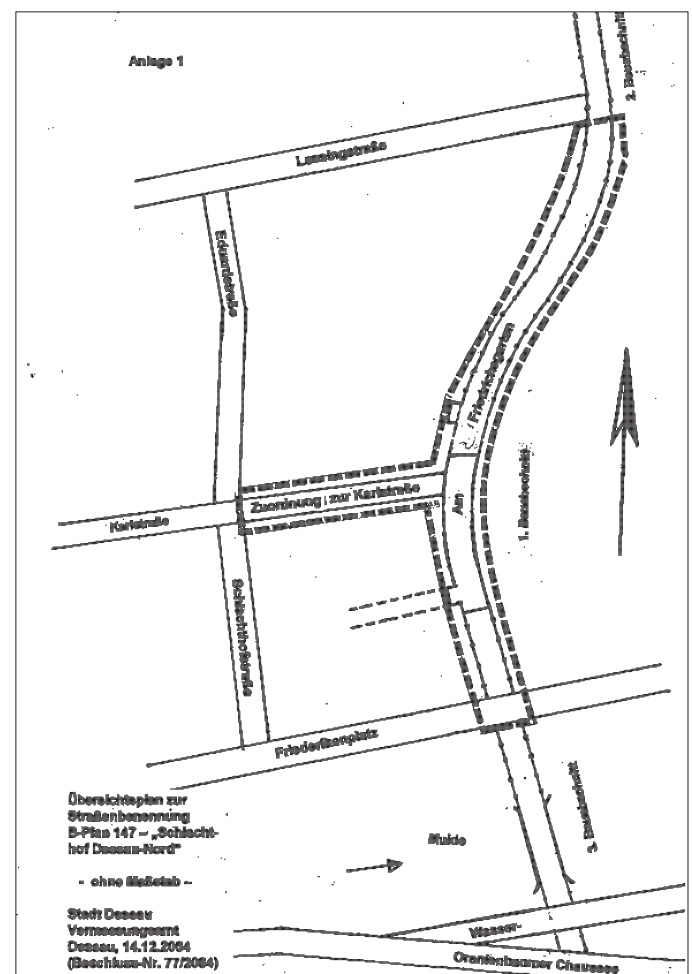 Anlage 1
2. Bauabschnitt
Lessingstraße
Eduardstraße
Friedrichsgarten
Zuordnung zur Karlstraße
Am
1. Bauabschnitt
Karlstraße
Schlachthofstraße
Friederikenplatz
Übersichtsplan zur
Straßenbenennung
B-Plan 147 – „Schlacht-
hof Dessau-Nord"
- ohne Maßstab –
Stadt Dessau
Vermessungsamt
Dessau, 14.12.2004
(Beschluss-Nr. 77/2004)
Mulde
3. Bauabschnitt
Wasser-
Oranienbaumer Chaussee